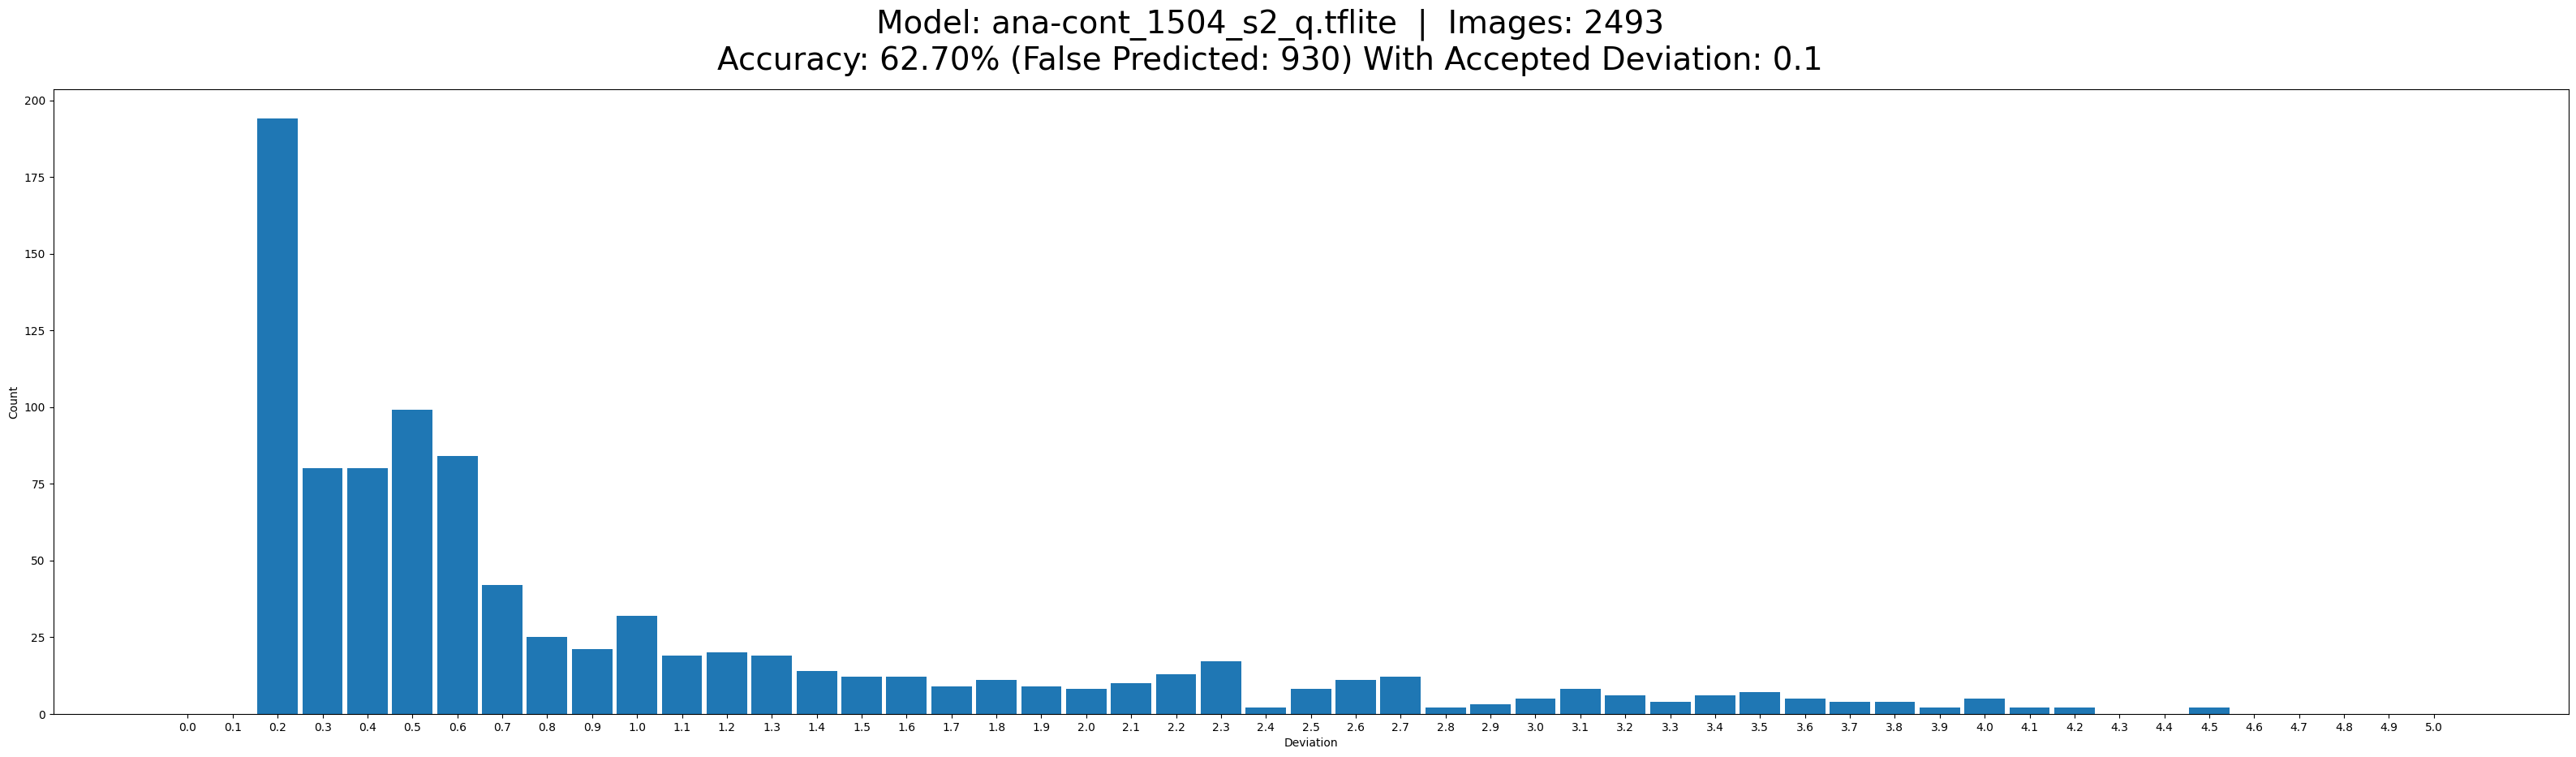 Model: ana-cont_1504_s2_q.tflite | Images: 2493
Accuracy: 62.70% (False Predicted: 930) With Accepted Deviation: 0.1
200
175
150
125
100
75
50
25
0
Count
0.0 0.1 0.2 0.3 0.4 0.5 0.6 0.7 0.8 0.9 1.0 1.1 1.2 1.3 1.4 1.5 1.6 1.7 1.8 1.9 2.0 2.1 2.2 2.3 2.4 2.5 2.6 2.7 2.8 2.9 3.0 3.1 3.2 3.3 3.4 3.5 3.6 3.7 3.8 3.9 4.0 4.1 4.2 4.3 4.4 4.5 4.6 4.7 4.8 4.9 5.0
Deviation